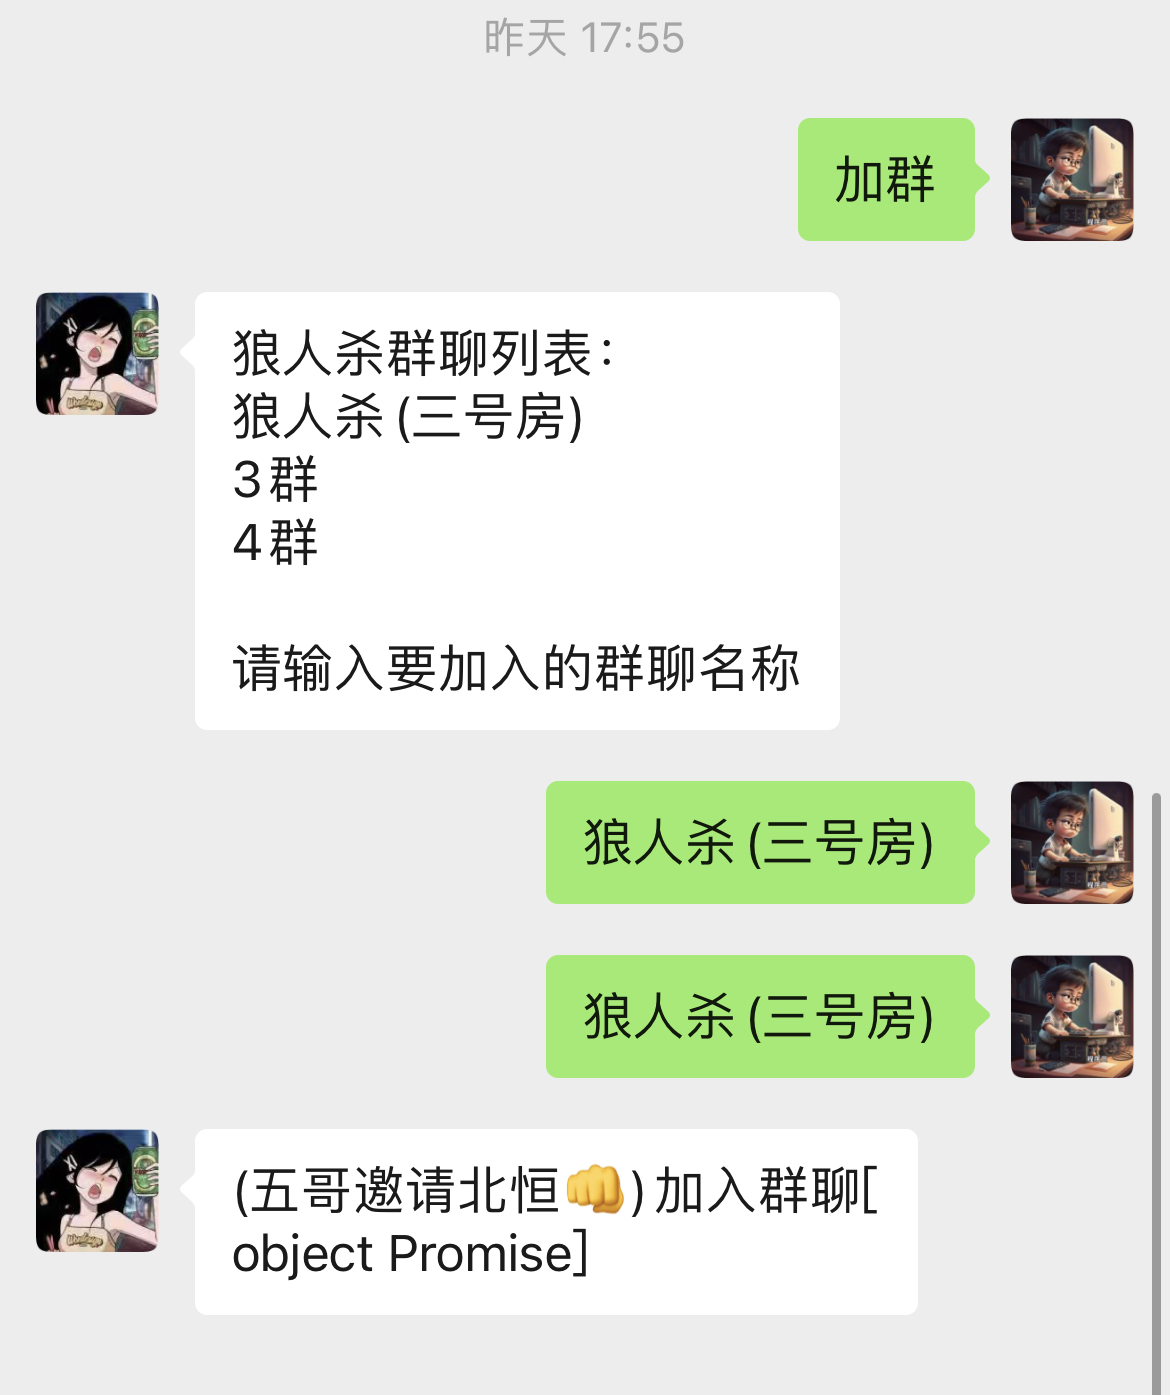 昨天 17:55
加群
狼人杀群聊列表：
狼人杀(三号房)
3群
4群
请输入要加入的群聊名称
狼人杀(三号房)
狼人杀(三号房)
(五哥邀请北恒👊)加入群聊[
object Promise]